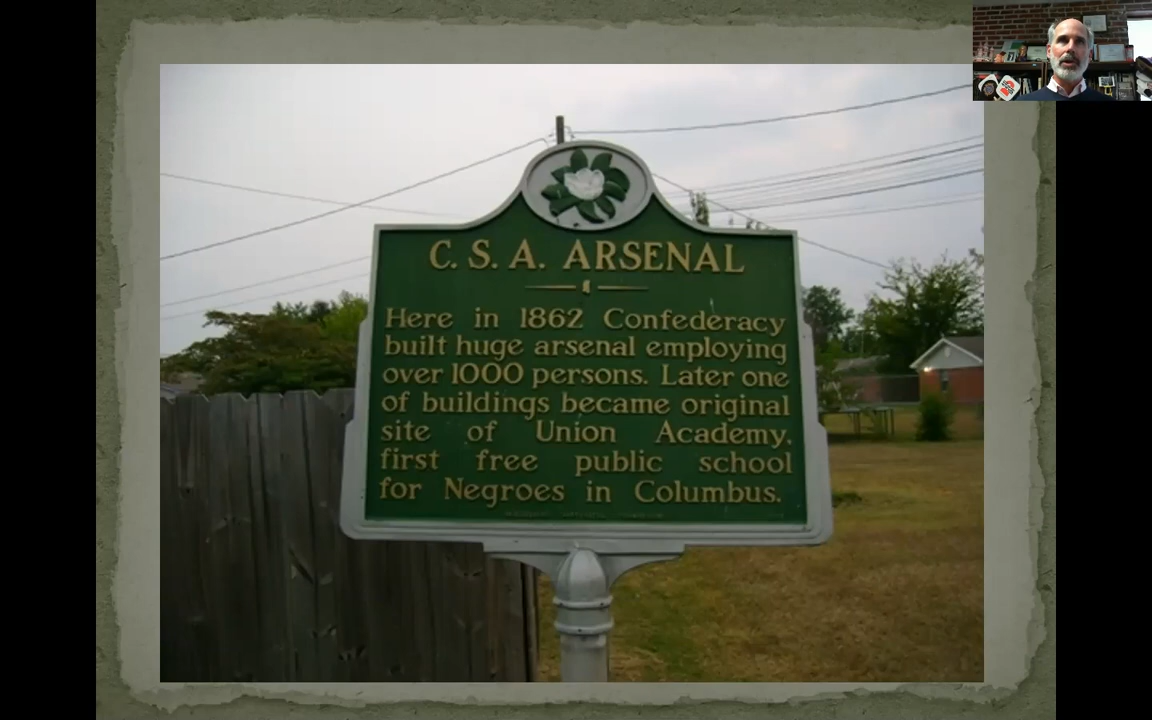 C. S. A. ARSENAL
Here in 1862 Confederacy
built huge arsenal employing
over 1000 persons. Later one
of buildings became original
site of Union Academy,
first free public school
for Negroes in Columbus.